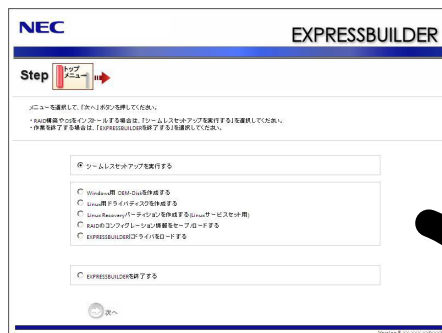 NEC
EXPRESSBUILDER
Step トップメニュー
メニューを選択して、「次へ」ボタンを押してください。
・RAID構築やOSをインストールする場合は、「シームレスセットアップを実行する」を選択してください。
・作業を終了する場合は、「EXPRESSBUILDERを終了する」を選択してください。
シームレスセットアップを実行する
Windows用 OEM-Diskを作成する
Linux用ドライバディスクを作成する
Linux Recoveryパーティションを作成する(Linuxサービスセット用)
RAIDのコンフィグレーション情報をセーブ/ロードする
EXPRESSBUILDERにドライバをロードする
EXPRESSBUILDERを終了する
次へ
Version